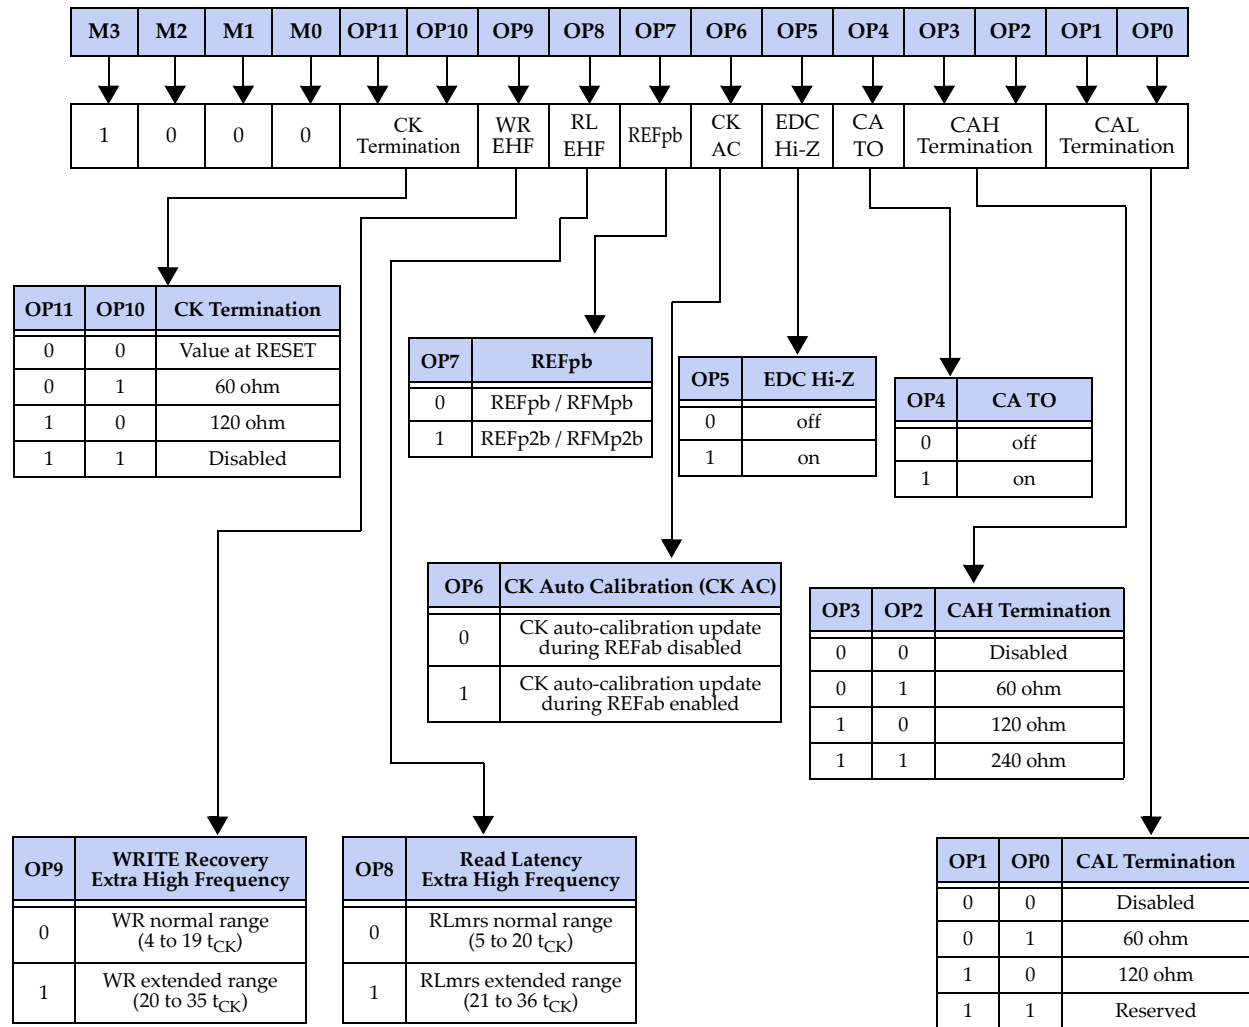 M3 M2 M1 M0 OP11 OP10 OP9 OP8 OP7 OP6 OP5 OP4 OP3 OP2 OP1 OP0
1 0 0 0 CK Termination WR EHF RL EHF REFpb CK AC EDC Hi-Z CA TO CAH Termination CAL Termination
OP11 OP10 CK Termination
0 0 Value at RESET
0 1 60 ohm
1 0 120 ohm
1 1 Disabled
OP7 REFpb
0 REFpb / RFMpb
1 REFp2b / RFMp2b
OP5 EDC Hi-Z
0 off
1 on
OP4 CA TO
0 off
1 on
OP6 CK Auto Calibration (CK AC)
0 CK auto-calibration update
during REFab disabled
1 CK auto-calibration update
during REFab enabled
OP3 OP2 CAH Termination
0 0 Disabled
0 1 60 ohm
1 0 120 ohm
1 1 240 ohm
OP9 WRITE Recovery
Extra High Frequency
0 WR normal range
(4 to 19 tCK)
1 WR extended range
(20 to 35 tCK)
OP8 Read Latency
Extra High Frequency
0 RLmrs normal range
(5 to 20 tCK)
1 RLmrs extended range
(21 to 36 tCK)
OP1 OP0 CAL Termination
0 0 Disabled
0 1 60 ohm
1 0 120 ohm
1 1 Reserved